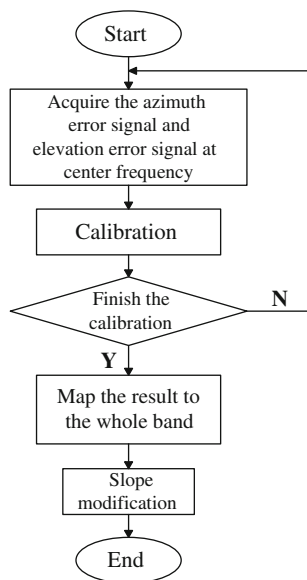 Start
Acquire the azimuth
error signal and
elevation error signal at
center frequency
Calibration
Finish the
calibration
N
Y
Map the result to
the whole band
Slope
modification
End